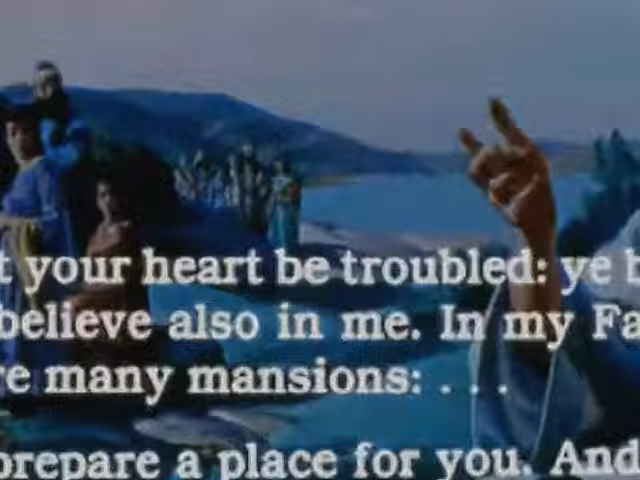 t your heart be troubled: ye b
believe also in me. In my Fa
re many mansions: . . .
prepare a place for you. And